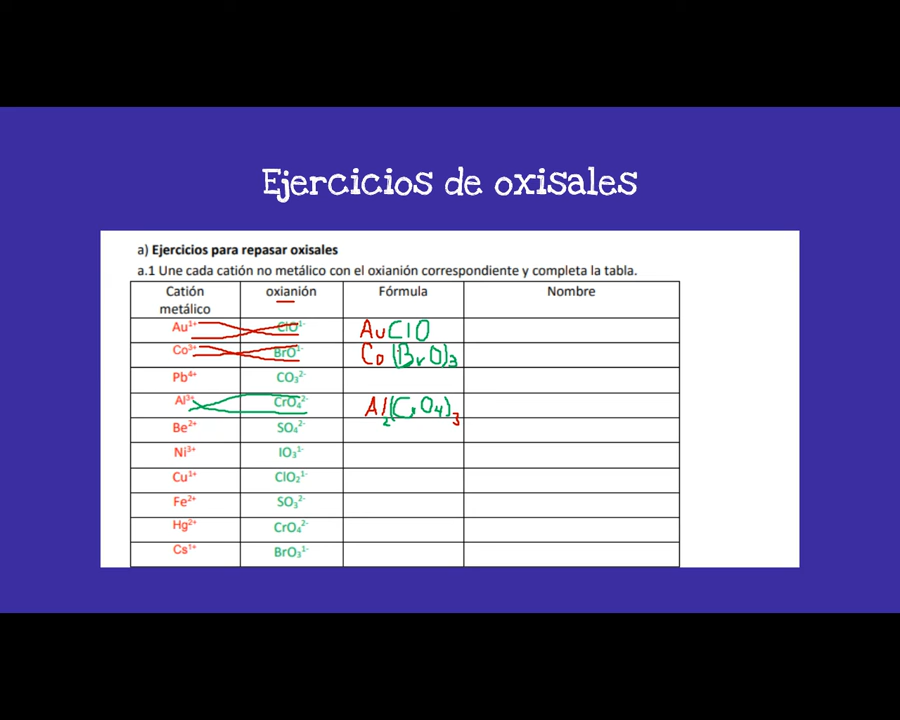 Ejercicios de oxisales
a) Ejercicios para repasar oxisales
a.1 Une cada catión no metálico con el oxianión correspondiente y completa la tabla.
Catión metálico oxianión Fórmula Nombre
Au¹⁺ ClO¹⁻ AuClO
Co³⁺ BrO¹⁻ Co(BrO)₃
Pb⁴⁺ CO₃²⁻
Al³⁺ CrO₄²⁻ Al₂(CrO₄)₃
Be²⁺ SO₄²⁻
Ni³⁺ IO₃¹⁻
Cu¹⁺ ClO₂¹⁻
Fe²⁺ SO₃²⁻
Hg²⁺ CrO₄²⁻
Cs¹⁺ BrO₃¹⁻